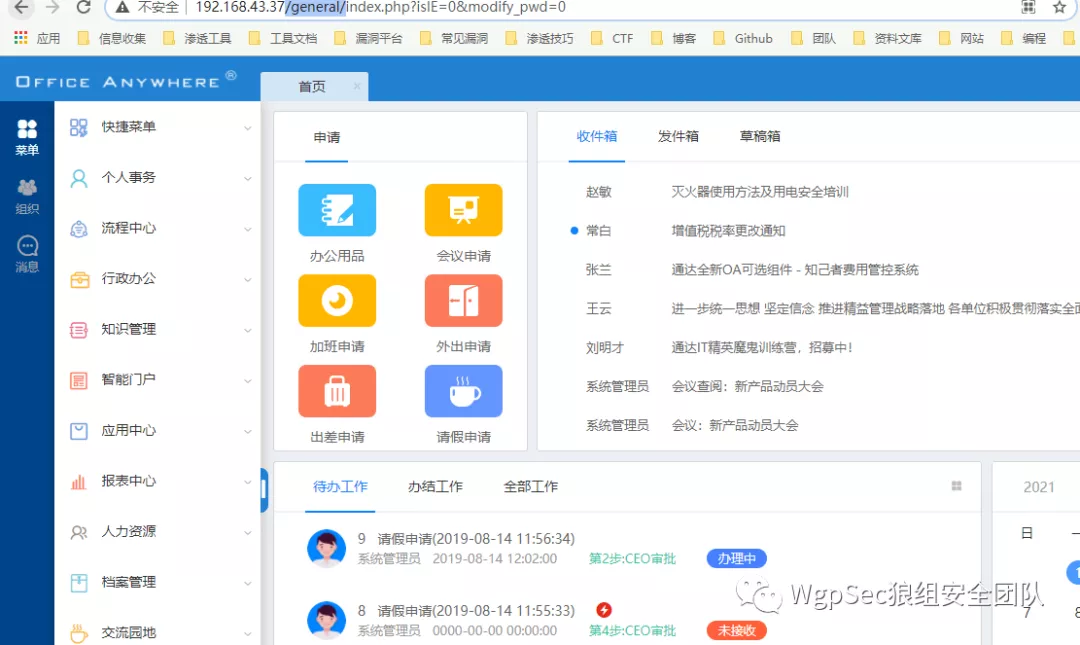 不安全 192.168.43.37/general/index.php?isIE=0&modify_pwd=0
应用 信息收集 渗透工具 工具文档 漏洞平台 常见漏洞 渗透技巧 CTF 博客 Github 团队 资料文库 网站 编程
OFFICE ANYWHERE®
首页 ×
菜单
组织
消息
快捷菜单
个人事务
流程中心
行政办公
知识管理
智能门户
应用中心
报表中心
人力资源
档案管理
交流园地
申请
办公用品 会议申请
加班申请 外出申请
出差申请 请假申请
收件箱 发件箱 草稿箱
赵敏 灭火器使用方法及用电安全培训
常白 增值税税率更改通知
张兰 通达全新OA可选组件 - 知己者费用管控系统
王云 进一步统一思想 坚定信念 推进精益管理战略落地 各单位积极贯彻落实全面
刘明才 通达IT精英魔鬼训练营，招募中!
系统管理员 会议查阅：新产品动员大会
系统管理员 会议：新产品动员大会
待办工作 办结工作 全部工作
9 请假申请(2019-08-14 11:56:34)
系统管理员 2019-08-14 12:02:00 第2步:CEO审批 办理中
8 请假申请(2019-08-14 11:55:33)
系统管理员 0000-00-00 00:00:00 第4步:CEO审批 未接收
2021
日 一
1
7 8
WgpSec狼组安全团队